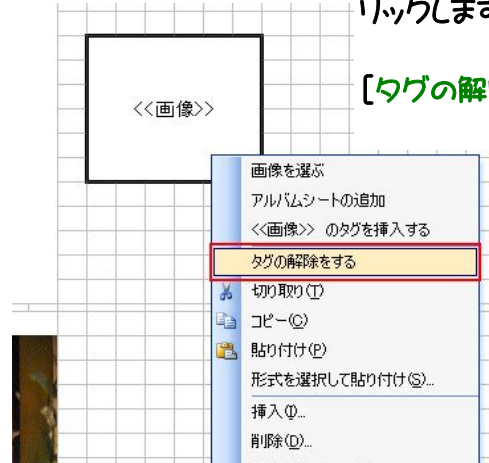 リックします
[タグの解
<<画像>>
画像を選ぶ
アルバムシートの追加
<<画像>> のタグを挿入する
タグの解除をする
切り取り(T)
コピー(C)
貼り付け(P)
形式を選択して貼り付け(S)...
挿入(I)...
削除(D)...